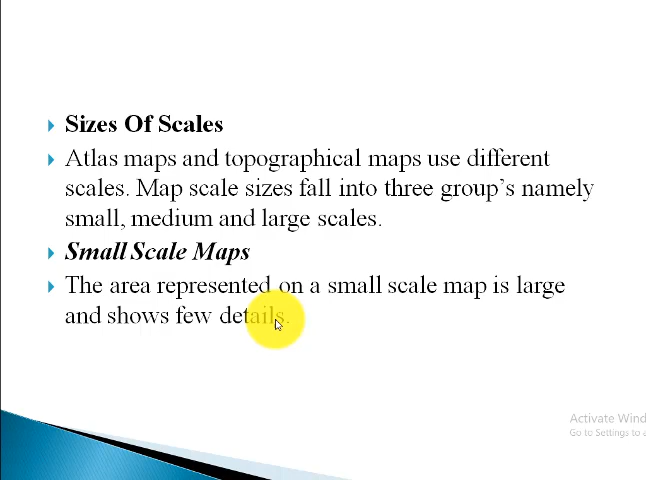 Sizes Of Scales
Atlas maps and topographical maps use different
scales. Map scale sizes fall into three group's namely
small, medium and large scales.
Small Scale Maps
The area represented on a small scale map is large
and shows few details.
Activate Wind
Go to Settings to a